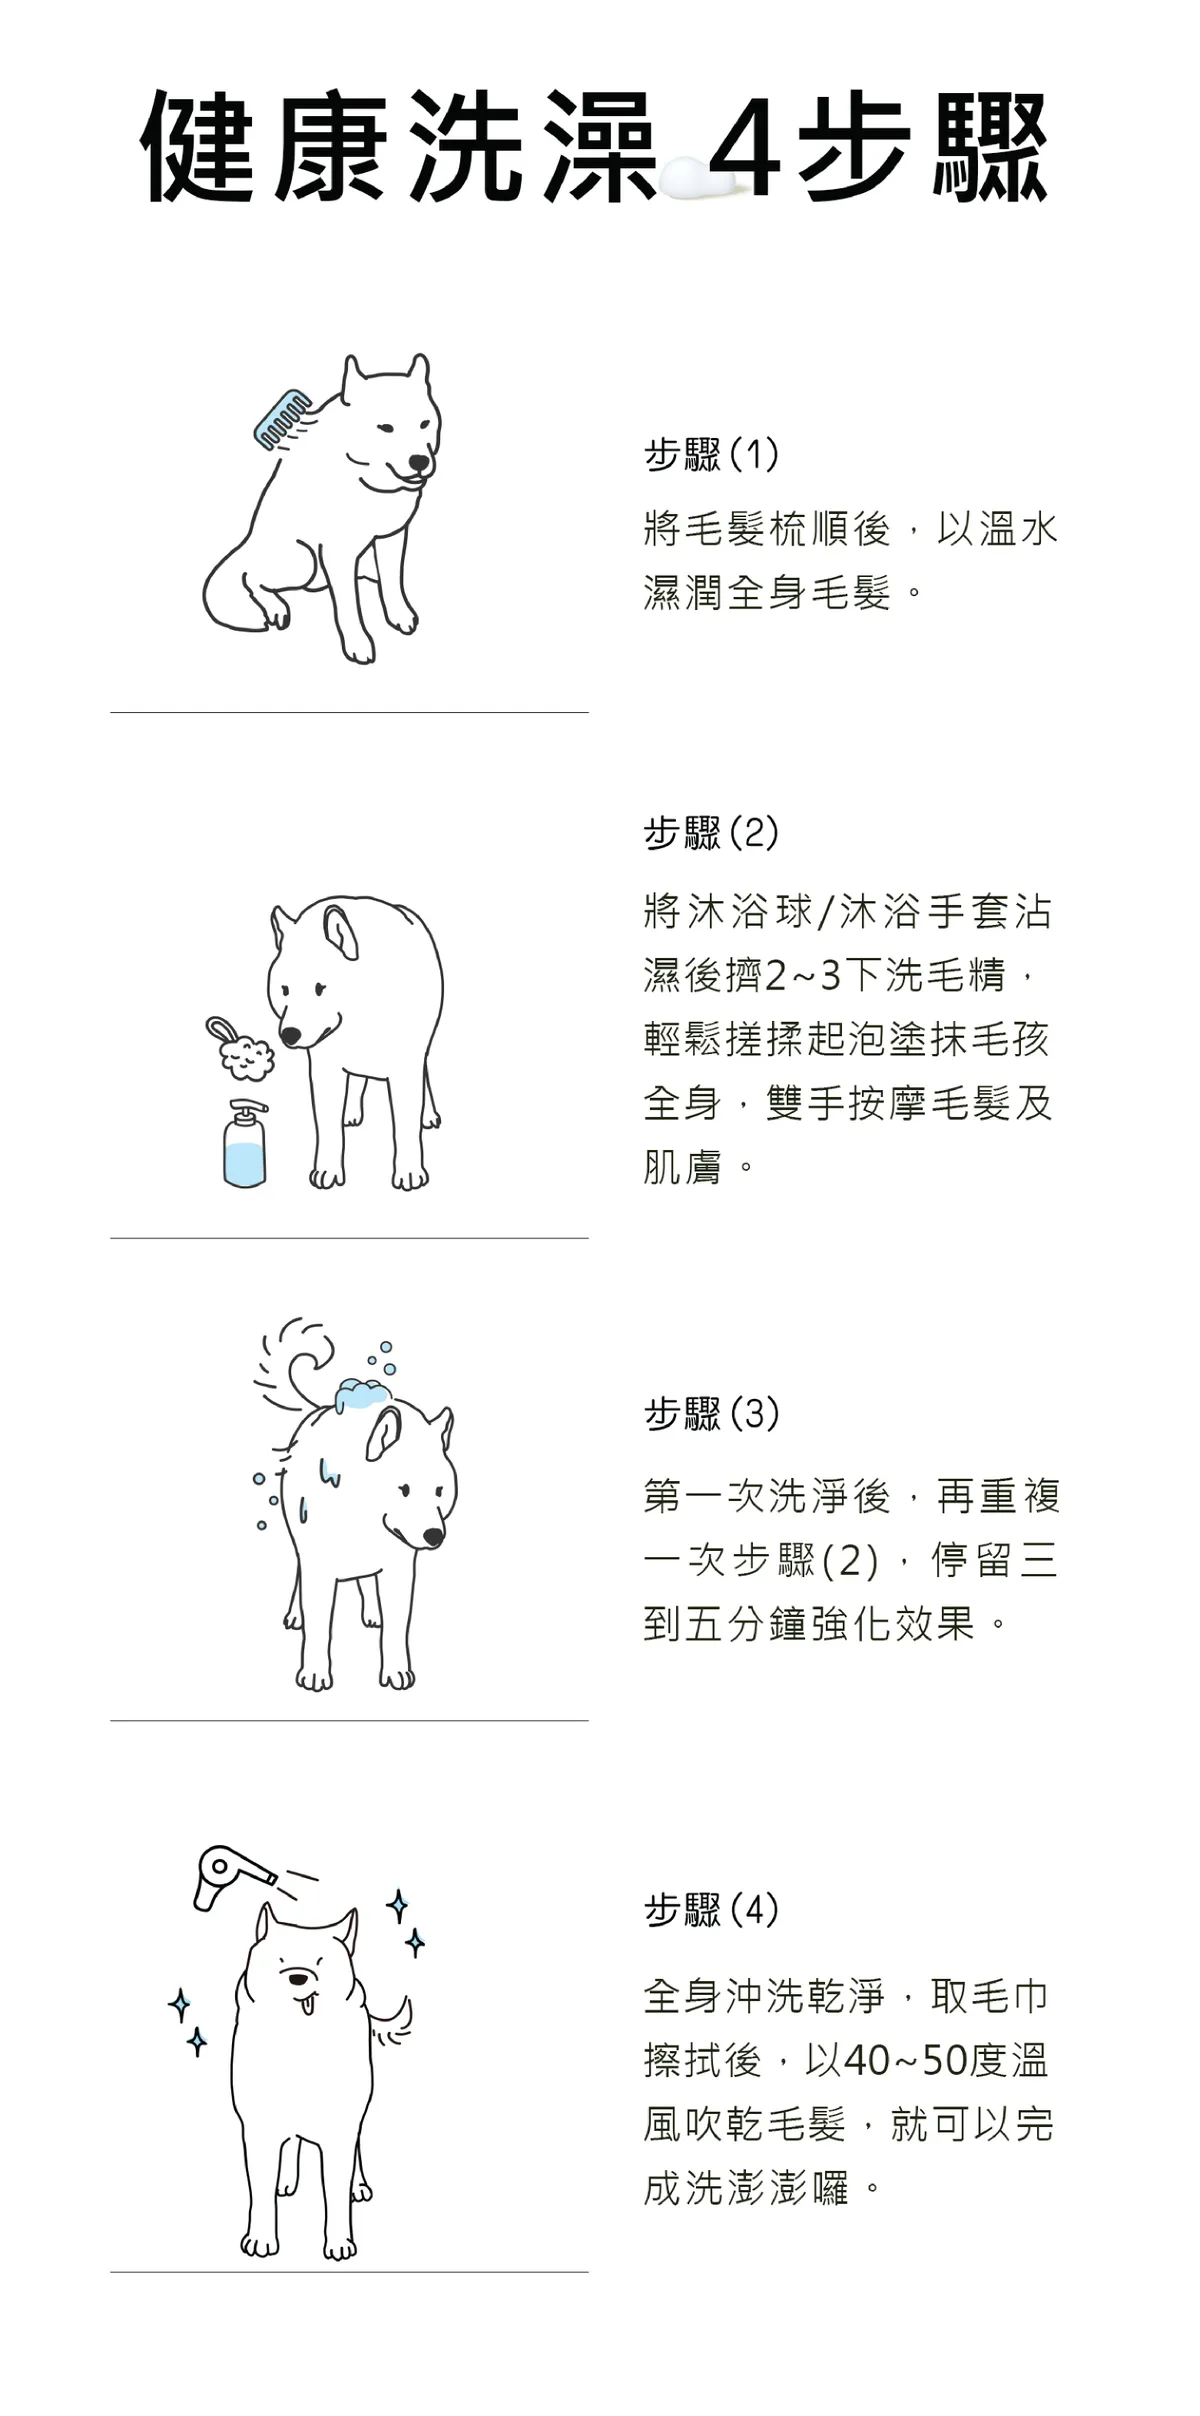 健康洗澡 4步驟
步驟(1)
將毛髮梳順後，以溫水
濕潤全身毛髮。
步驟(2)
將沐浴球/沐浴手套沾
濕後擠2~3下洗毛精，
輕鬆搓揉起泡塗抹毛孩
全身，雙手按摩毛髮及
肌膚。
步驟(3)
第一次洗淨後，再重複
一次步驟(2)，停留三
到五分鐘強化效果。
步驟(4)
全身沖洗乾淨，取毛巾
擦拭後，以40~50度溫
風吹乾毛髮，就可以完
成洗澎澎囉。